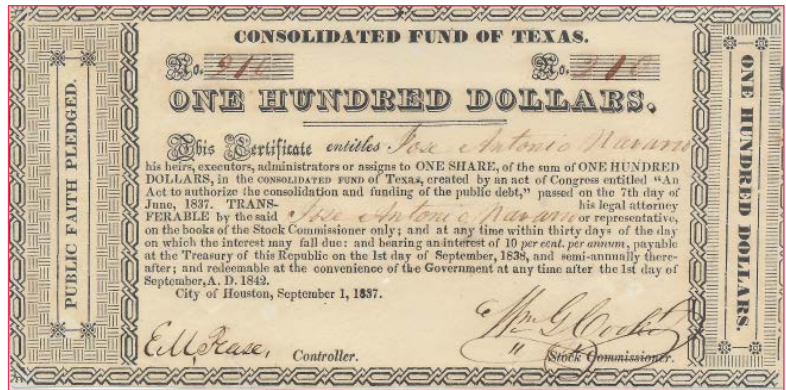 CONSOLIDATED FUND OF TEXAS.
No. 210 No. 210
ONE HUNDRED DOLLARS.
This Certificate entitles Jose Antonio Navarro
his heirs, executors, administrators or assigns to ONE SHARE, of the sum of ONE HUNDRED
DOLLARS, in the CONSOLIDATED FUND of Texas, created by an act of Congress entitled "An
Act to authorize the consolidation and funding of the public debt," passed on the 7th day of
June, 1837. TRANS- his legal attorney
FERABLE by the said Jose Antonio Navarro or representative,
on the books of the Stock Commissioner only; and at any time within thirty days of the day
on which the interest may fall due: and bearing an interest of 10 per cent. per annum, payable
at the Treasury of this Republic on the 1st day of September, 1838, and semi-annually there-
after; and redeemable at the convenience of the Government at any time after the 1st day of
September, A. D. 1842.
City of Houston, September 1, 1837.
E M Pease, Controller.
Wm G Cooke
" Stock Commissioner.
PUBLIC FAITH PLEDGED.
ONE HUNDRED DOLLARS.